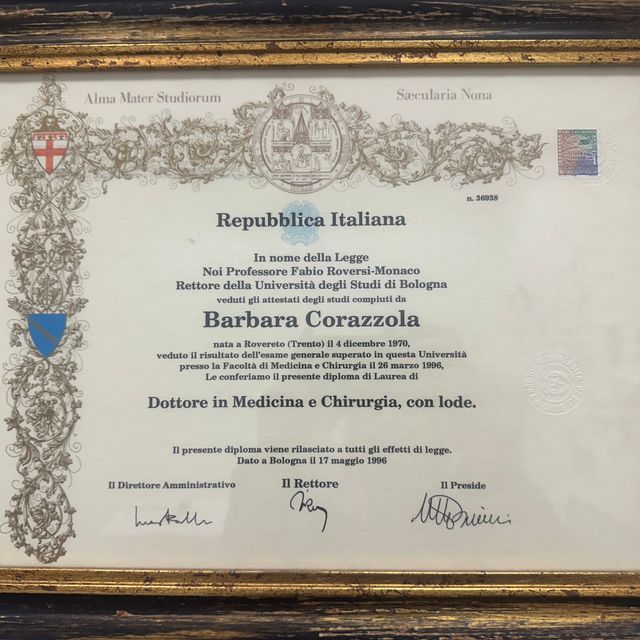 Alma Mater Studiorum
Sæcularia Nona
n. 36938
Repubblica Italiana
In nome della Legge
Noi Professore Fabio Roversi-Monaco
Rettore della Università degli Studi di Bologna
veduti gli attestati degli studi compiuti da
Barbara Corazzola
nata a Rovereto (Trento) il 4 dicembre 1970,
veduto il risultato dell'esame generale superato in questa Università
presso la Facoltà di Medicina e Chirurgia il 26 marzo 1996,
Le conferiamo il presente diploma di Laurea di
Dottore in Medicina e Chirurgia, con lode.
Il presente diploma viene rilasciato a tutti gli effetti di legge.
Dato a Bologna il 17 maggio 1996
Il Direttore Amministrativo
Il Rettore
Il Preside